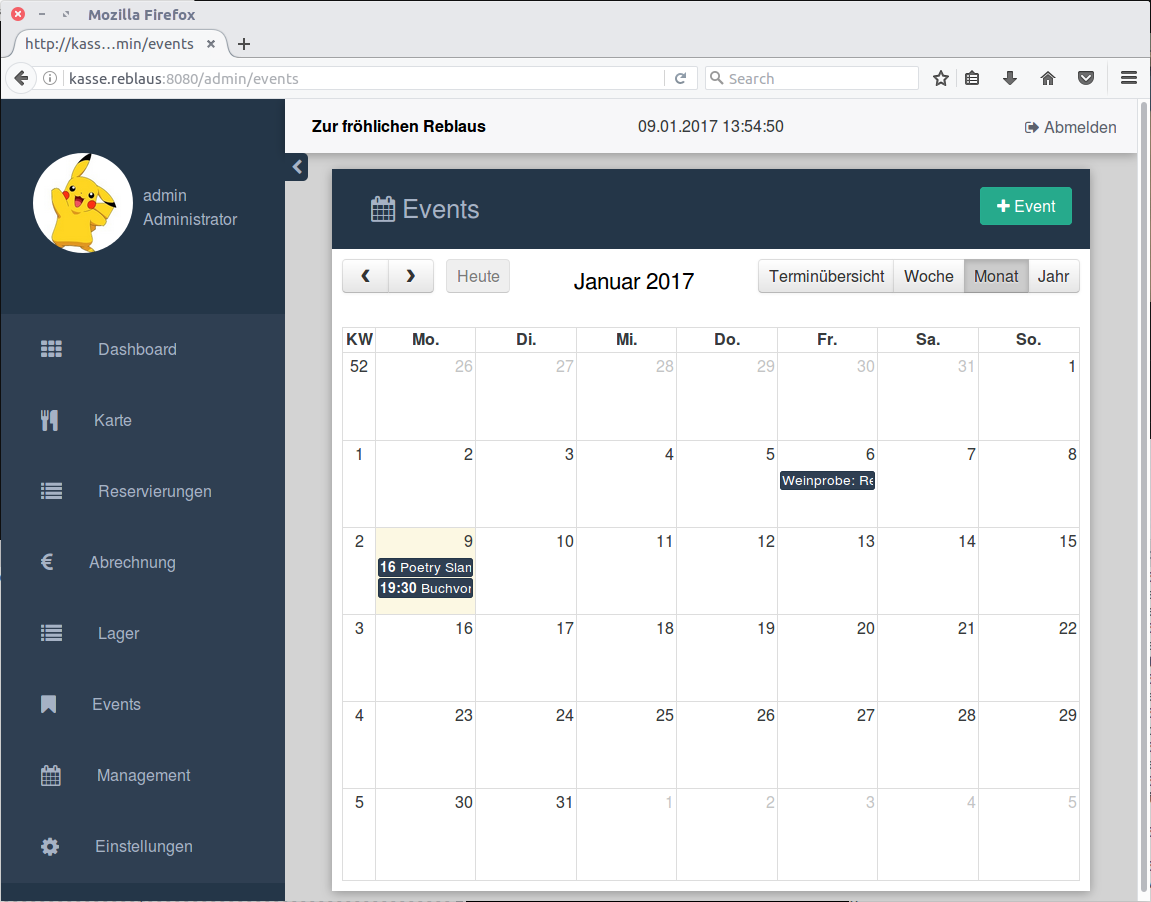 Mozilla Firefox
http://kass...min/events
kasse.reblaus:8080/admin/events
Search
Zur fröhlichen Reblaus
09.01.2017 13:54:50
Abmelden
admin
Administrator
Events
Event
Heute
Januar 2017
Terminübersicht Woche Monat Jahr
Dashboard
Karte
Reservierungen
€ Abrechnung
Lager
Events
Management
Einstellungen
KW Mo. Di. Mi. Do. Fr. Sa. So.
52 26 27 28 29 30 31 1
1 2 3 4 5 6 7 8
Weinprobe: Re
2 9 10 11 12 13 14 15
16 Poetry Slam
19:30 Buchvor
3 16 17 18 19 20 21 22
4 23 24 25 26 27 28 29
5 30 31 1 2 3 4 5